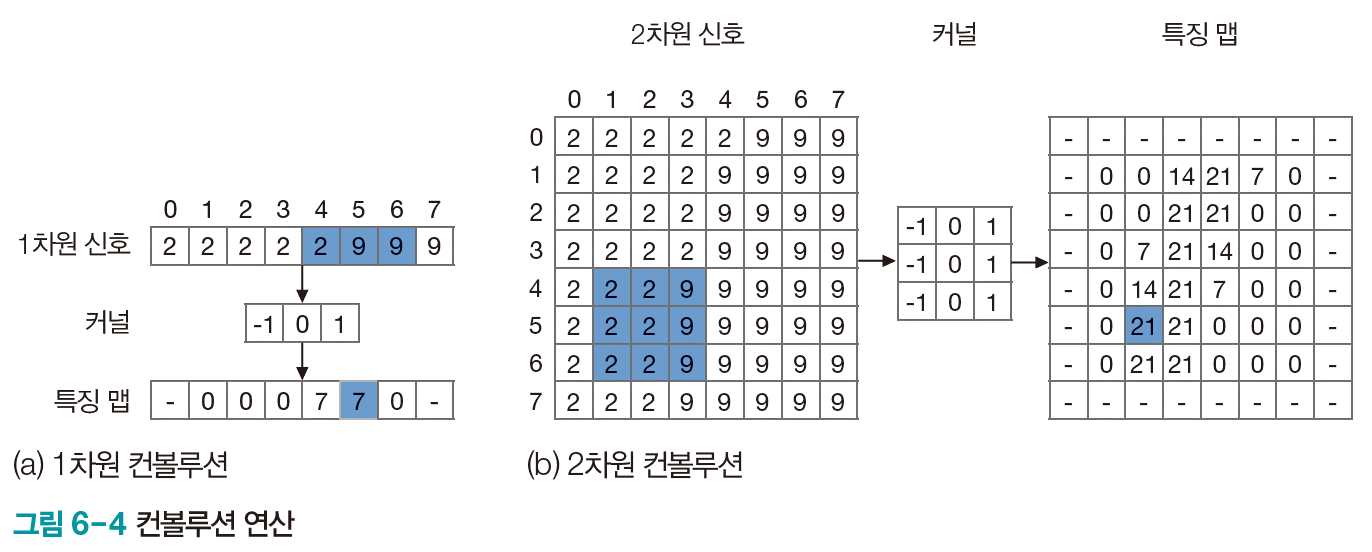 2차원 신호 커널 특징 맵
0 1 2 3 4 5 6 7
0 2 2 2 2 2 9 9 9
1 2 2 2 2 9 9 9 9
2 2 2 2 2 9 9 9 9
3 2 2 2 2 9 9 9 9
4 2 2 2 9 9 9 9 9
5 2 2 2 9 9 9 9 9
6 2 2 2 9 9 9 9 9
7 2 2 2 9 9 9 9 9
-1 0 1
-1 0 1
-1 0 1
- - - - - - - -
- 0 0 14 21 7 0 -
- 0 0 21 21 0 0 -
- 0 7 21 14 0 0 -
- 0 14 21 7 0 0 -
- 0 21 21 0 0 0 -
- 0 21 21 0 0 0 -
- - - - - - - -
0 1 2 3 4 5 6 7
1차원 신호 2 2 2 2 2 9 9 9
커널 -1 0 1
특징 맵 - 0 0 0 7 7 0 -
(a) 1차원 컨볼루션
(b) 2차원 컨볼루션
그림 6-4 컨볼루션 연산